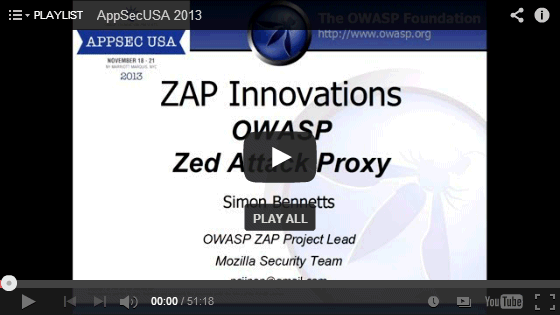 PLAYLIST AppSecUSA 2013
The OWASP Foundation
http://www.owasp.org
APPSEC USA
NOVEMBER 18 - 21
2013
ZAP Innovations
OWASP
Zed Attack Proxy
Simon Bennetts
PLAY ALL
OWASP ZAP Project Lead
Mozilla Security Team
00:00 / 51:18
YouTube